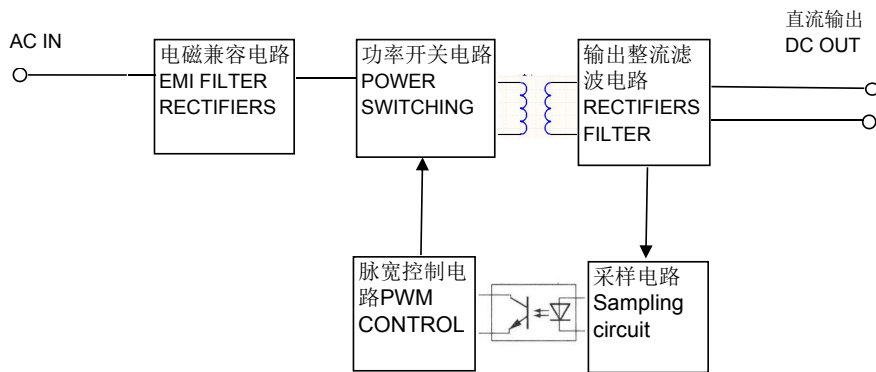 AC IN
电磁兼容电路
EMI FILTER
RECTIFIERS
功率开关电路
POWER
SWITCHING
输出整流滤
波电路
RECTIFIERS
FILTER
直流输出
DC OUT
脉宽控制电
路PWM
CONTROL
采样电路
Sampling
circuit